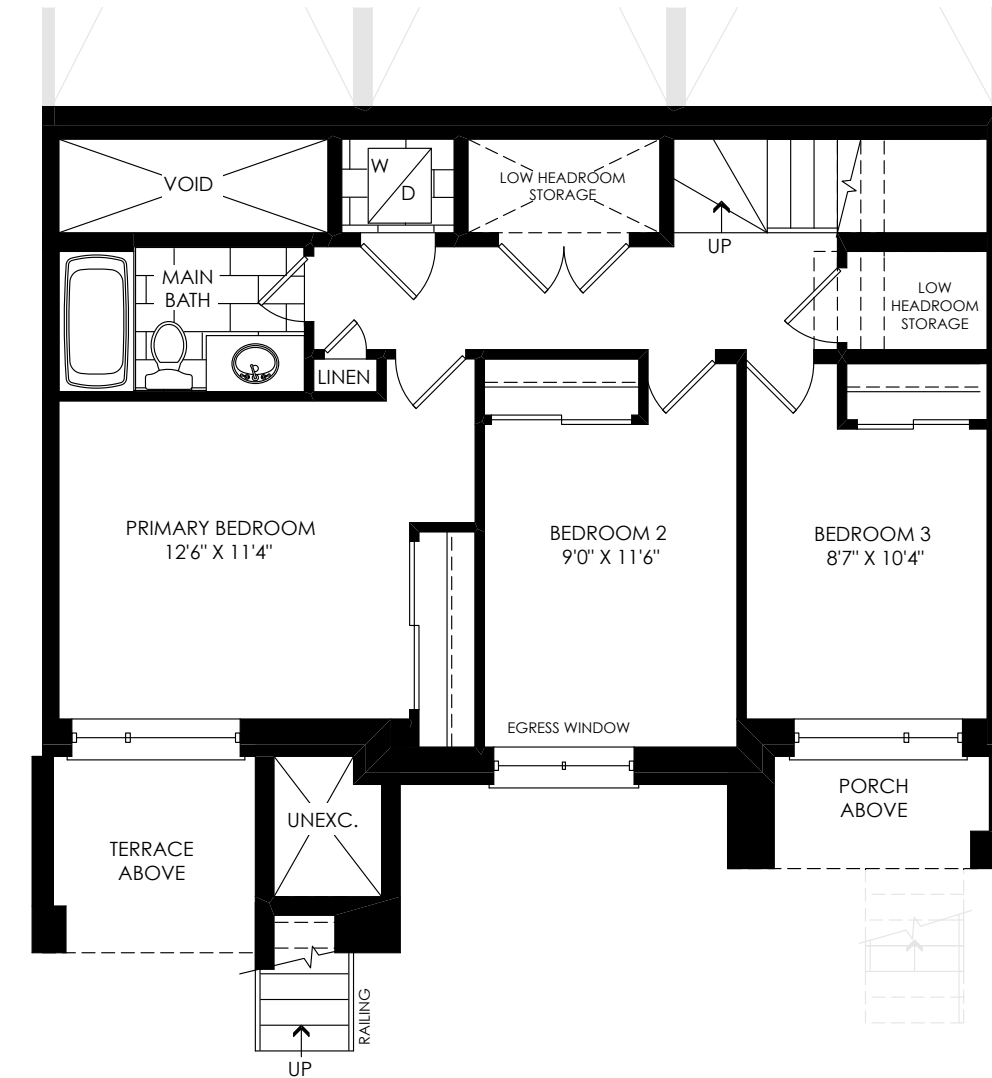 VOID
W
D
LOW HEADROOM
STORAGE
UP
MAIN
BATH
LOW
HEADROOM
STORAGE
LINEN
PRIMARY BEDROOM
12'6" X 11'4"
BEDROOM 2
9'0" X 11'6"
BEDROOM 3
8'7" X 10'4"
EGRESS WINDOW
PORCH
ABOVE
UNEXC.
TERRACE
ABOVE
RAILING
UP